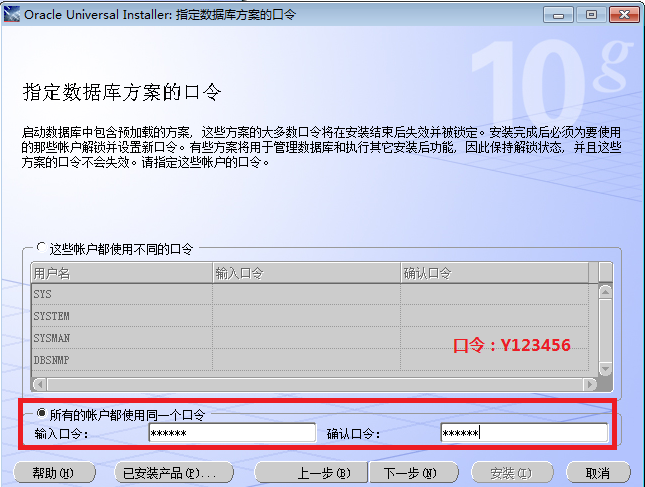 Oracle Universal Installer: 指定数据库方案的口令
10g
指定数据库方案的口令
启动数据库中包含预加载的方案，这些方案的大多数口令将在安装结束后失效并被锁定。安装完成后必须为要使用
的那些帐户解锁并设置新口令。有些方案将用于管理数据库和执行其它安装后功能，因此保持解锁状态，并且这些
方案的口令不会失效。请指定这些帐户的口令。
这些帐户都使用不同的口令
用户名 输入口令 确认口令
SYS
SYSTEM
SYSMAN
DBSNMP
口令：Y123456
所有的帐户都使用同一个口令
输入口令： ****** 确认口令： ******
帮助(H) 已安装产品(P)... 上一步(B) 下一步(N) 安装(I) 取消